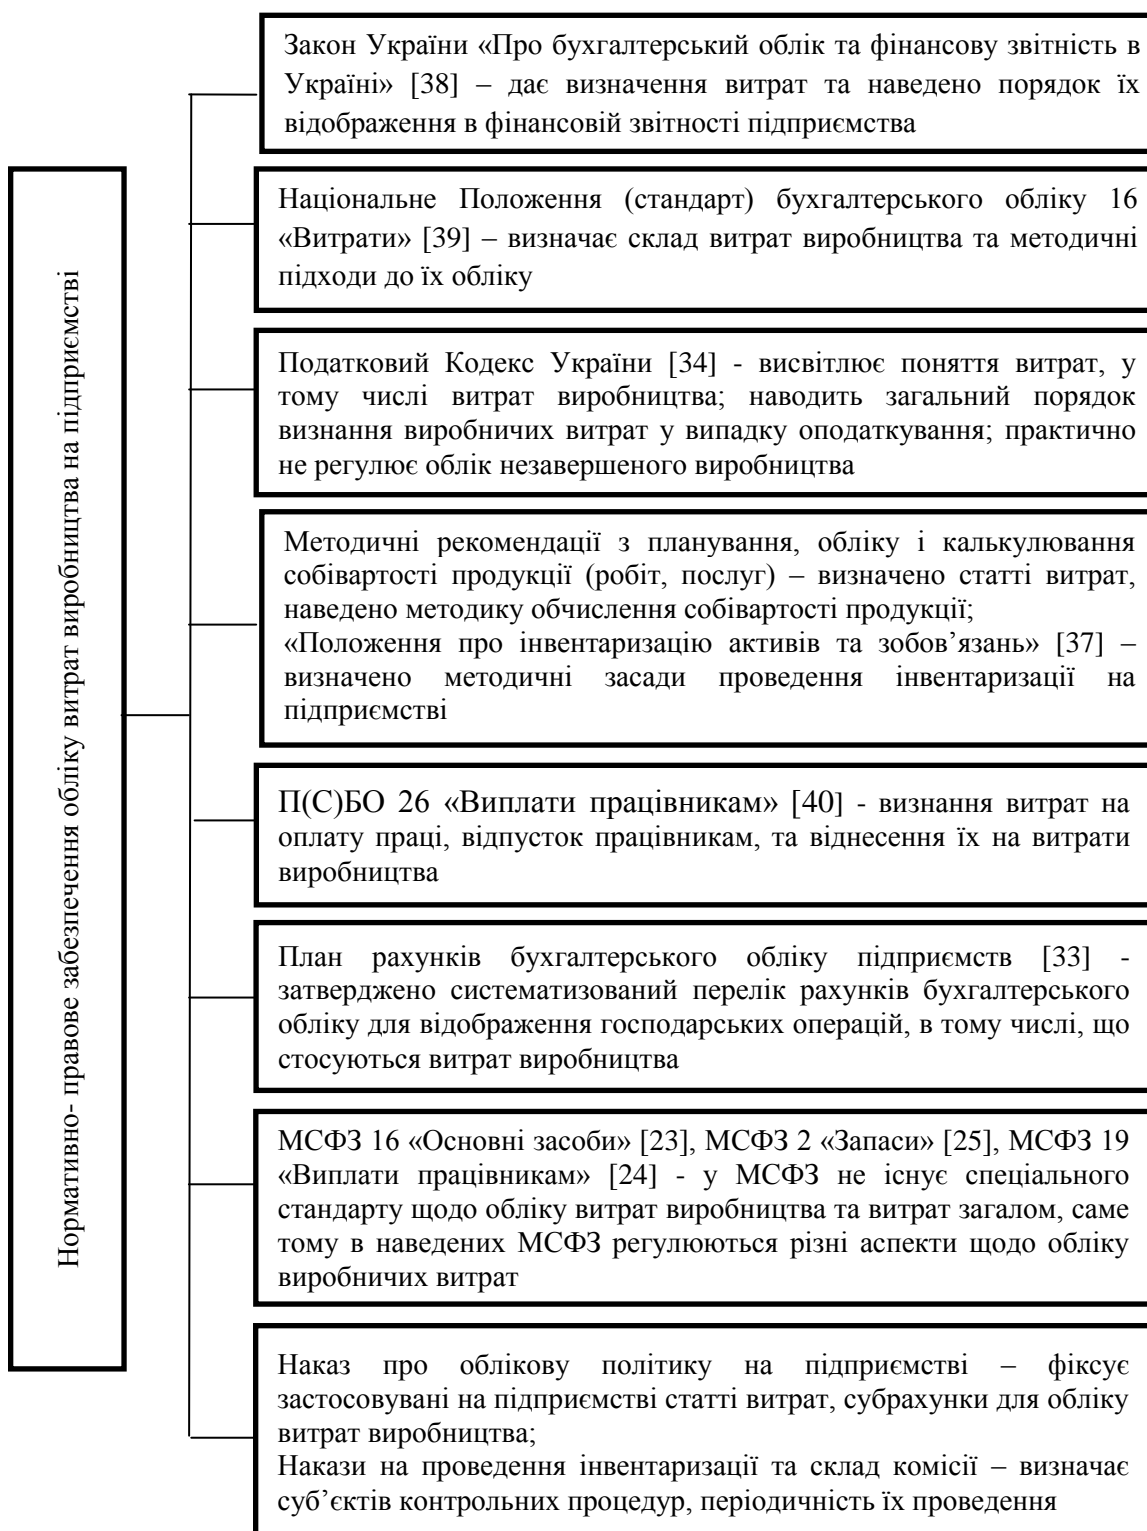 Нормативно- правове забезпечення обліку витрат виробництва на підприємстві
Закон України «Про бухгалтерський облік та фінансову звітність в
Україні» [38] – дає визначення витрат та наведено порядок їх
відображення в фінансовій звітності підприємства
Національне Положення (стандарт) бухгалтерського обліку 16
«Витрати» [39] – визначає склад витрат виробництва та методичні
підходи до їх обліку
Податковий Кодекс України [34] - висвітлює поняття витрат, у
тому числі витрат виробництва; наводить загальний порядок
визнання виробничих витрат у випадку оподаткування; практично
не регулює облік незавершеного виробництва
Методичні рекомендації з планування, обліку і калькулювання
собівартості продукції (робіт, послуг) – визначено статті витрат,
наведено методику обчислення собівартості продукції;
«Положення про інвентаризацію активів та зобов’язань» [37] –
визначено методичні засади проведення інвентаризації на
підприємстві
П(С)БО 26 «Виплати працівникам» [40] - визнання витрат на
оплату праці, відпусток працівникам, та віднесення їх на витрати
виробництва
План рахунків бухгалтерського обліку підприємств [33] -
затверджено систематизований перелік рахунків бухгалтерського
обліку для відображення господарських операцій, в тому числі, що
стосуються витрат виробництва
МСФЗ 16 «Основні засоби» [23], МСФЗ 2 «Запаси» [25], МСФЗ 19
«Виплати працівникам» [24] - у МСФЗ не існує спеціального
стандарту щодо обліку витрат виробництва та витрат загалом, саме
тому в наведених МСФЗ регулюються різні аспекти щодо обліку
виробничих витрат
Наказ про облікову політику на підприємстві – фіксує
застосовувані на підприємстві статті витрат, субрахунки для обліку
витрат виробництва;
Накази на проведення інвентаризації та склад комісії – визначає
суб’єктів контрольних процедур, періодичність їх проведення